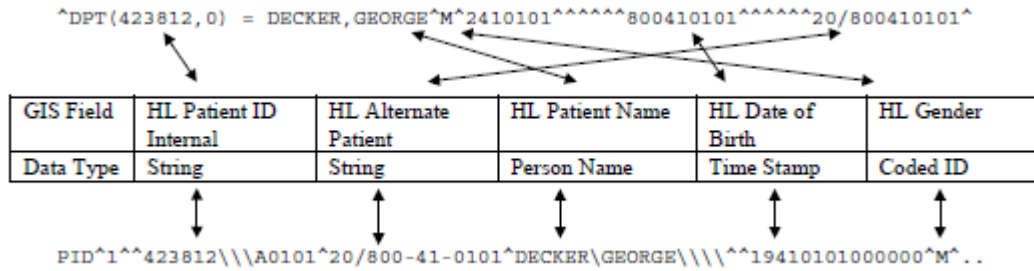 ^DPT(423812,0) = DECKER,GEORGE^M^2410101^^^^^^800410101^^^^^^20/800410101^
GIS Field | HL Patient ID Internal | HL Alternate Patient | HL Patient Name | HL Date of Birth | HL Gender
Data Type | String | String | Person Name | Time Stamp | Coded ID
PID^1^^423812\\\A0101^20/800-41-0101^DECKER\GEORGE\\\\^^19410101000000^M^..